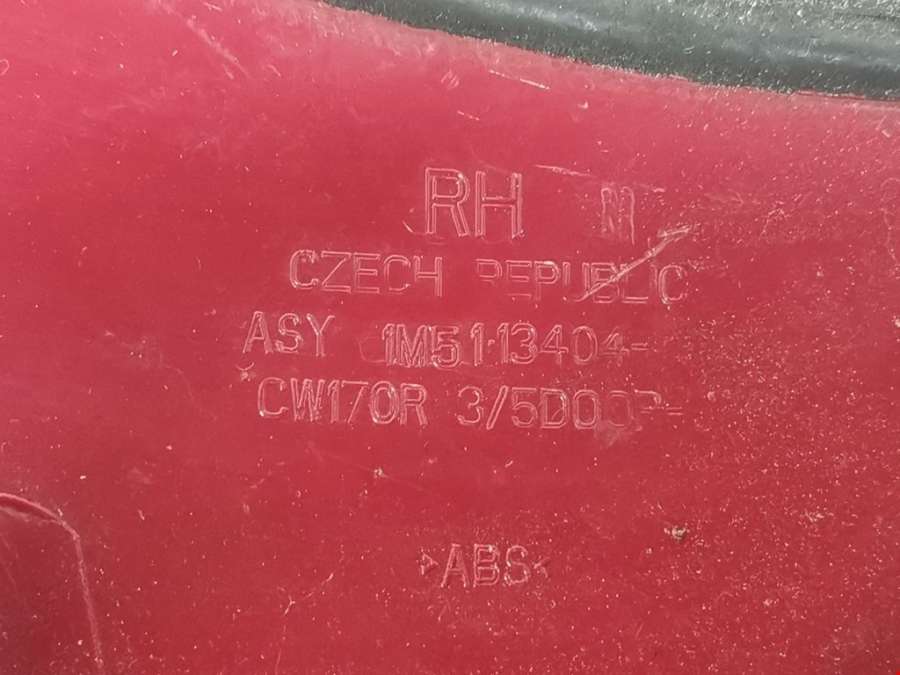 RH M
CZECH REPUBLIC
ASY 1M51-13404-
CW170R 3/5DOOR-
>ABS<